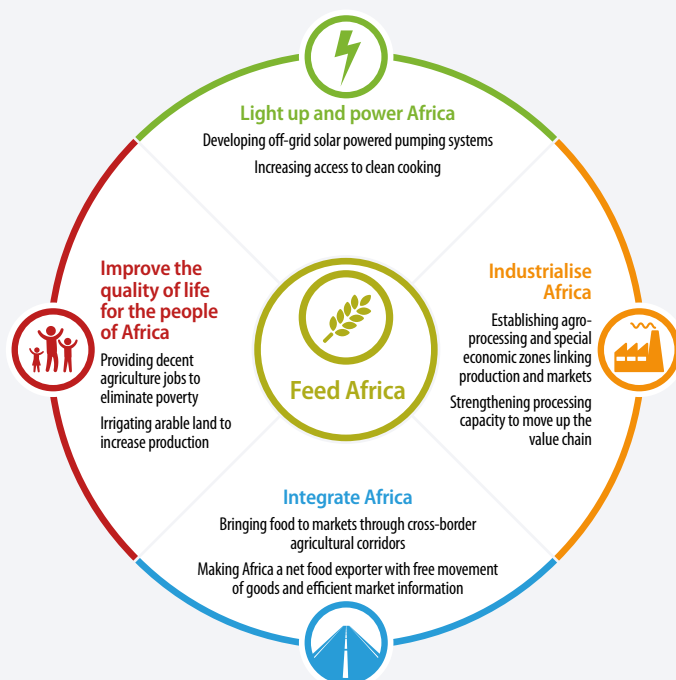 Light up and power Africa
Developing off-grid solar powered pumping systems
Increasing access to clean cooking
Improve the
quality of life
for the people
of Africa
Providing decent
agriculture jobs to
eliminate poverty
Irrigating arable land to
increase production
Feed Africa
Industrialise
Africa
Establishing agro-
processing and special
economic zones linking
production and markets
Strengthening processing
capacity to move up the
value chain
Integrate Africa
Bringing food to markets through cross-border
agricultural corridors
Making Africa a net food exporter with free movement
of goods and efficient market information